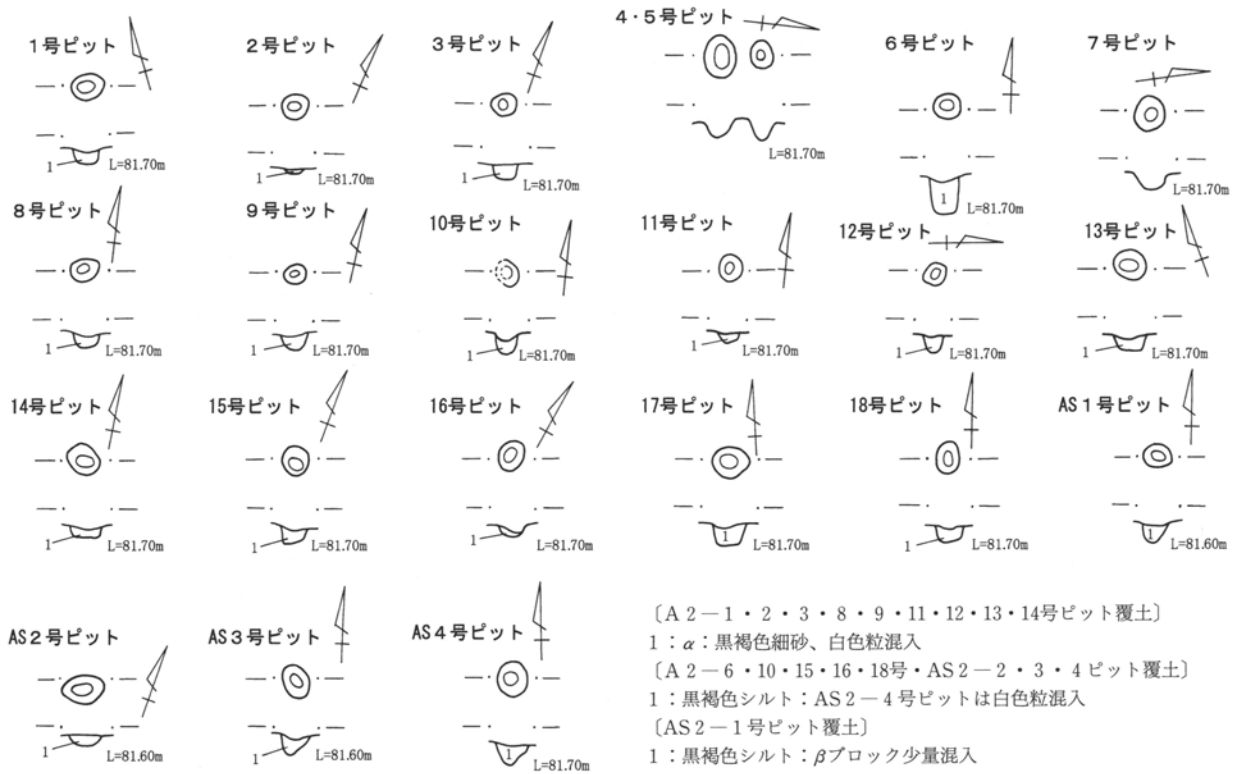 1号ピット
2号ピット
3号ピット
4・5号ピット
6号ピット
7号ピット
1
L=81.70m
1
L=81.70m
1
L=81.70m
L=81.70m
1
L=81.70m
L=81.70m
8号ピット
9号ピット
10号ピット
11号ピット
12号ピット
13号ピット
1
L=81.70m
1
L=81.70m
1
L=81.70m
1
L=81.70m
1
L=81.70m
1
L=81.70m
14号ピット
15号ピット
16号ピット
17号ピット
18号ピット
AS1号ピット
1
L=81.70m
1
L=81.70m
1
L=81.70m
1
L=81.70m
1
L=81.70m
1
L=81.60m
AS2号ピット
AS3号ピット
AS4号ピット
1
L=81.60m
1
L=81.60m
1
L=81.70m
〔A2―1・2・3・8・9・11・12・13・14号ピット覆土〕
1:α:黒褐色細砂、白色粒混入
〔A2―6・10・15・16・18号・AS2―2・3・4ピット覆土〕
1:黒褐色シルト:AS2―4号ピットは白色粒混入
〔AS2―1号ピット覆土〕
1:黒褐色シルト:βブロック少量混入